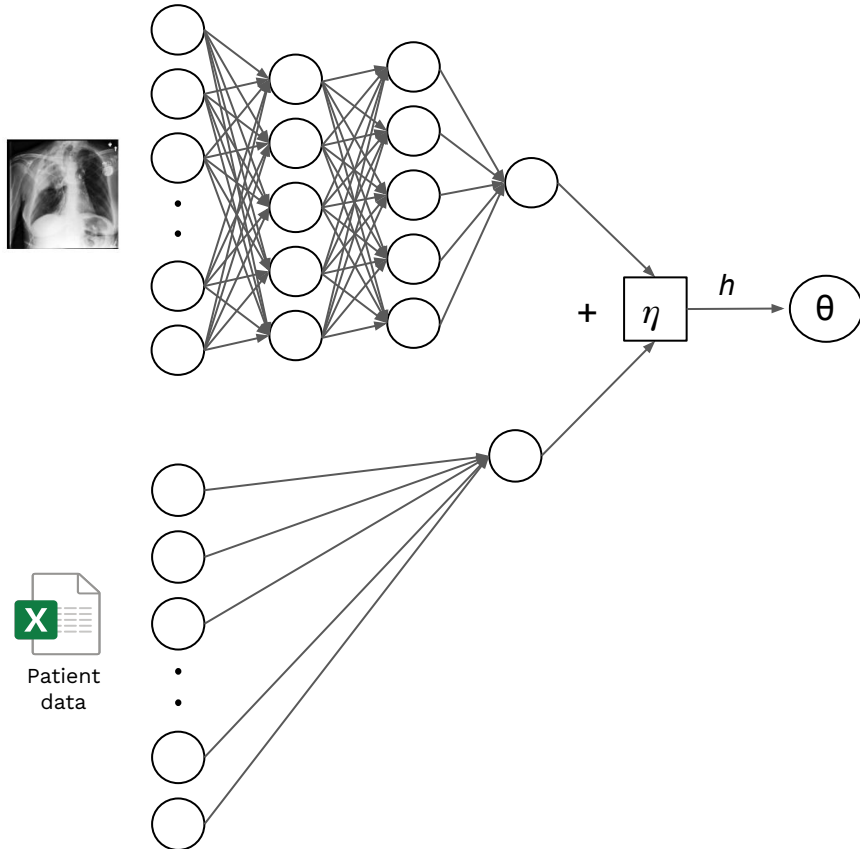 +
η
h
θ
X
Patient
data